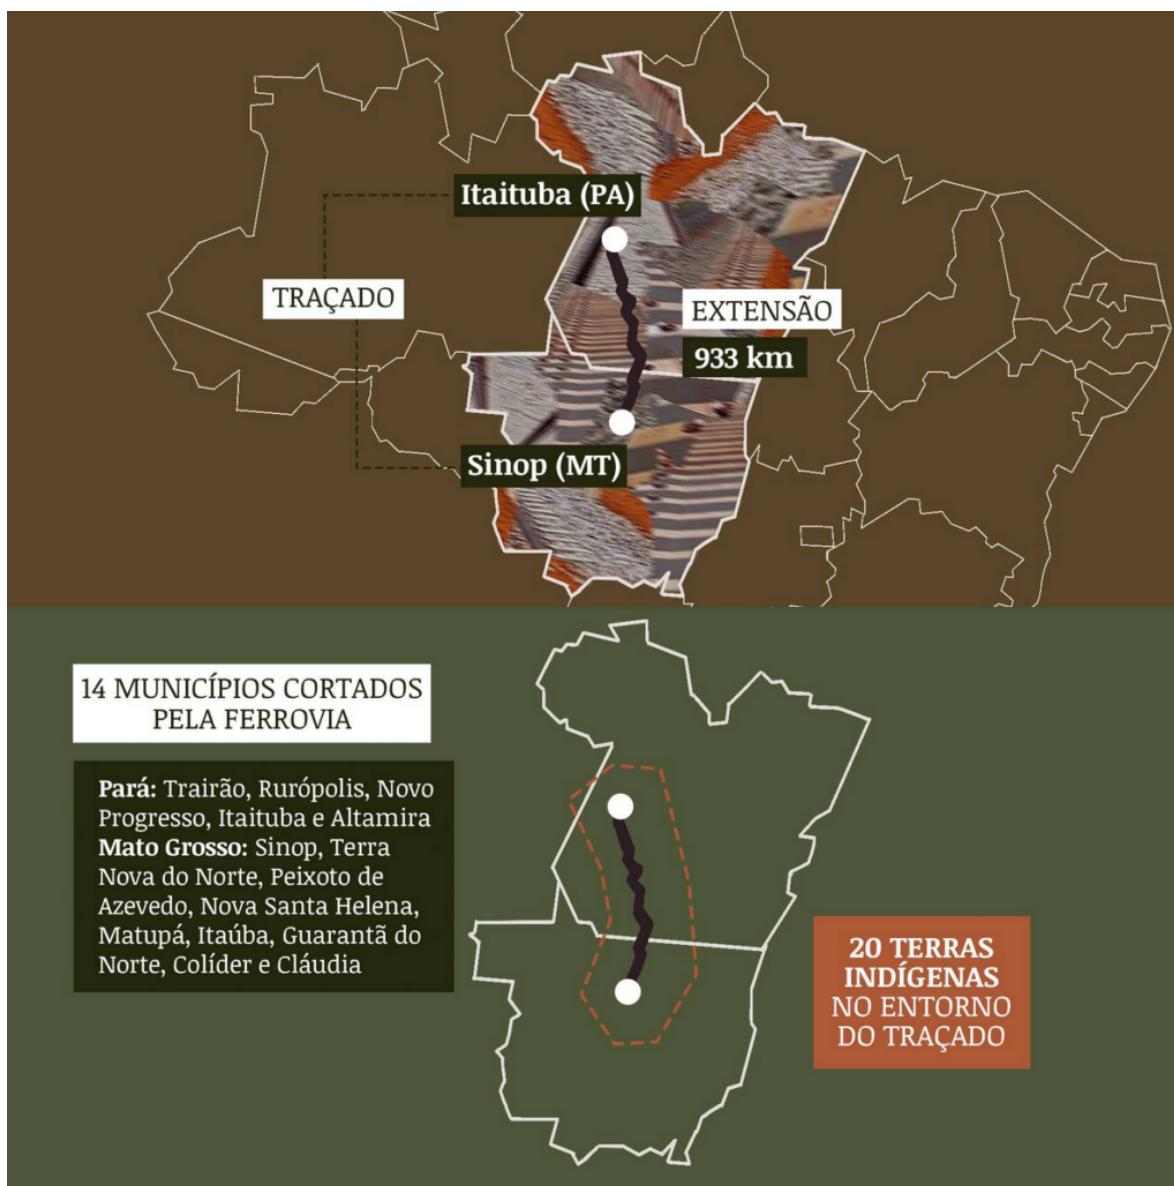 Itaituba (PA)
TRAÇADO
EXTENSÃO
933 km
Sinop (MT)
14 MUNICÍPIOS CORTADOS
PELA FERROVIA
Pará: Trairão, Rurópolis, Novo
Progresso, Itaituba e Altamira
Mato Grosso: Sinop, Terra
Nova do Norte, Peixoto de
Azevedo, Nova Santa Helena,
Matupá, Itaúba, Guarantã do
Norte, Colíder e Cláudia
20 TERRAS
INDÍGENAS
NO ENTORNO
DO TRAÇADO